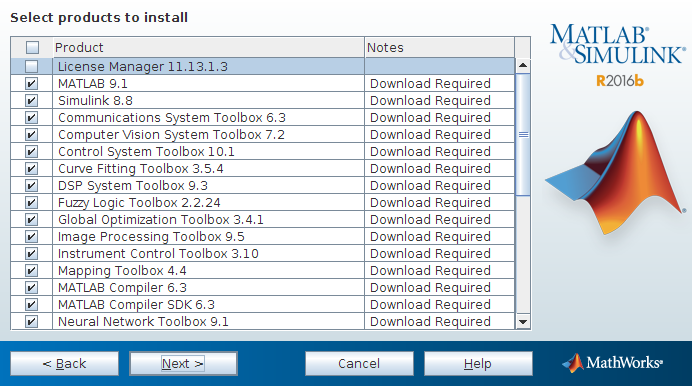 Select products to install
Product Notes
License Manager 11.13.1.3
MATLAB 9.1 Download Required
Simulink 8.8 Download Required
Communications System Toolbox 6.3 Download Required
Computer Vision System Toolbox 7.2 Download Required
Control System Toolbox 10.1 Download Required
Curve Fitting Toolbox 3.5.4 Download Required
DSP System Toolbox 9.3 Download Required
Fuzzy Logic Toolbox 2.2.24 Download Required
Global Optimization Toolbox 3.4.1 Download Required
Image Processing Toolbox 9.5 Download Required
Instrument Control Toolbox 3.10 Download Required
Mapping Toolbox 4.4 Download Required
MATLAB Compiler 6.3 Download Required
MATLAB Compiler SDK 6.3 Download Required
Neural Network Toolbox 9.1 Download Required
MATLAB®
&SIMULINK®
R2016b
< Back Next > Cancel Help MathWorks®